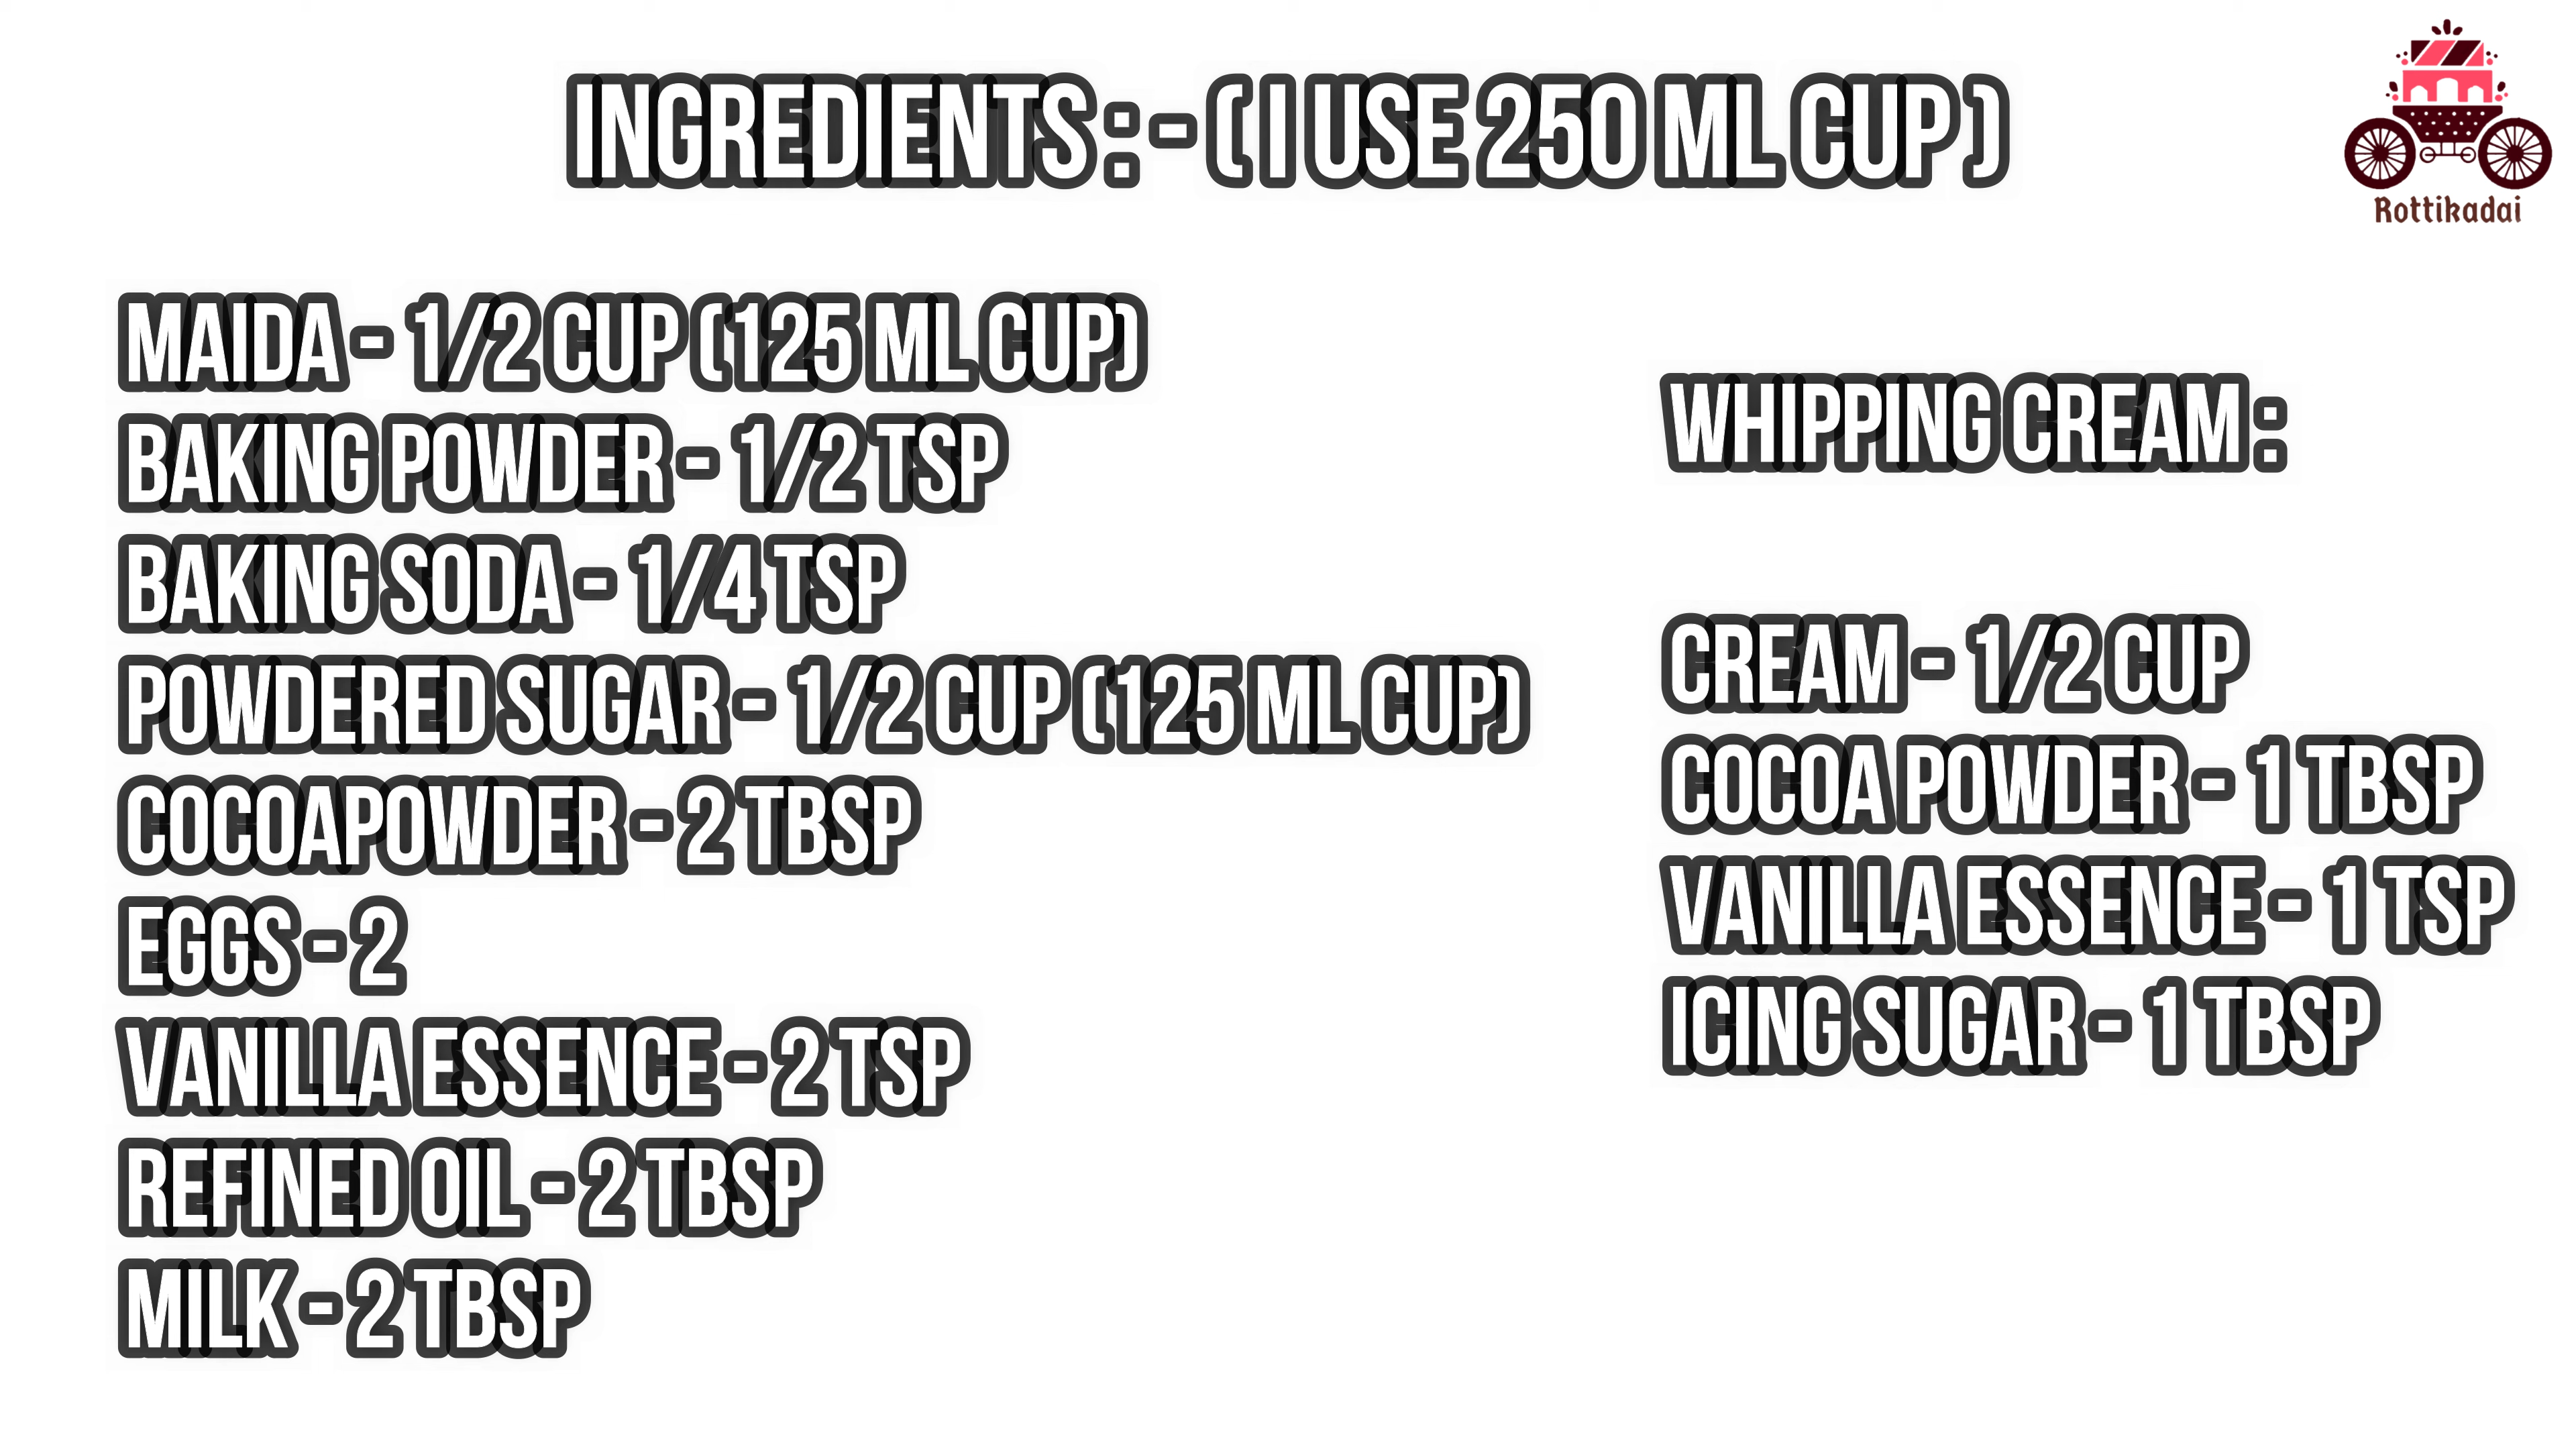 INGREDIENTS : - ( I USE 250 ML CUP )
Rottikadai
MAIDA - 1/2 CUP (125 ML CUP)
BAKING POWDER - 1/2 TSP
BAKING SODA - 1/4 TSP
POWDERED SUGAR - 1/2 CUP (125 ML CUP)
COCOAPOWDER - 2 TBSP
EGGS - 2
VANILLA ESSENCE - 2 TSP
REFINED OIL - 2 TBSP
MILK - 2 TBSP
WHIPPING CREAM :
CREAM - 1/2 CUP
COCOA POWDER - 1 TBSP
VANILLA ESSENCE - 1 TSP
ICING SUGAR - 1 TBSP